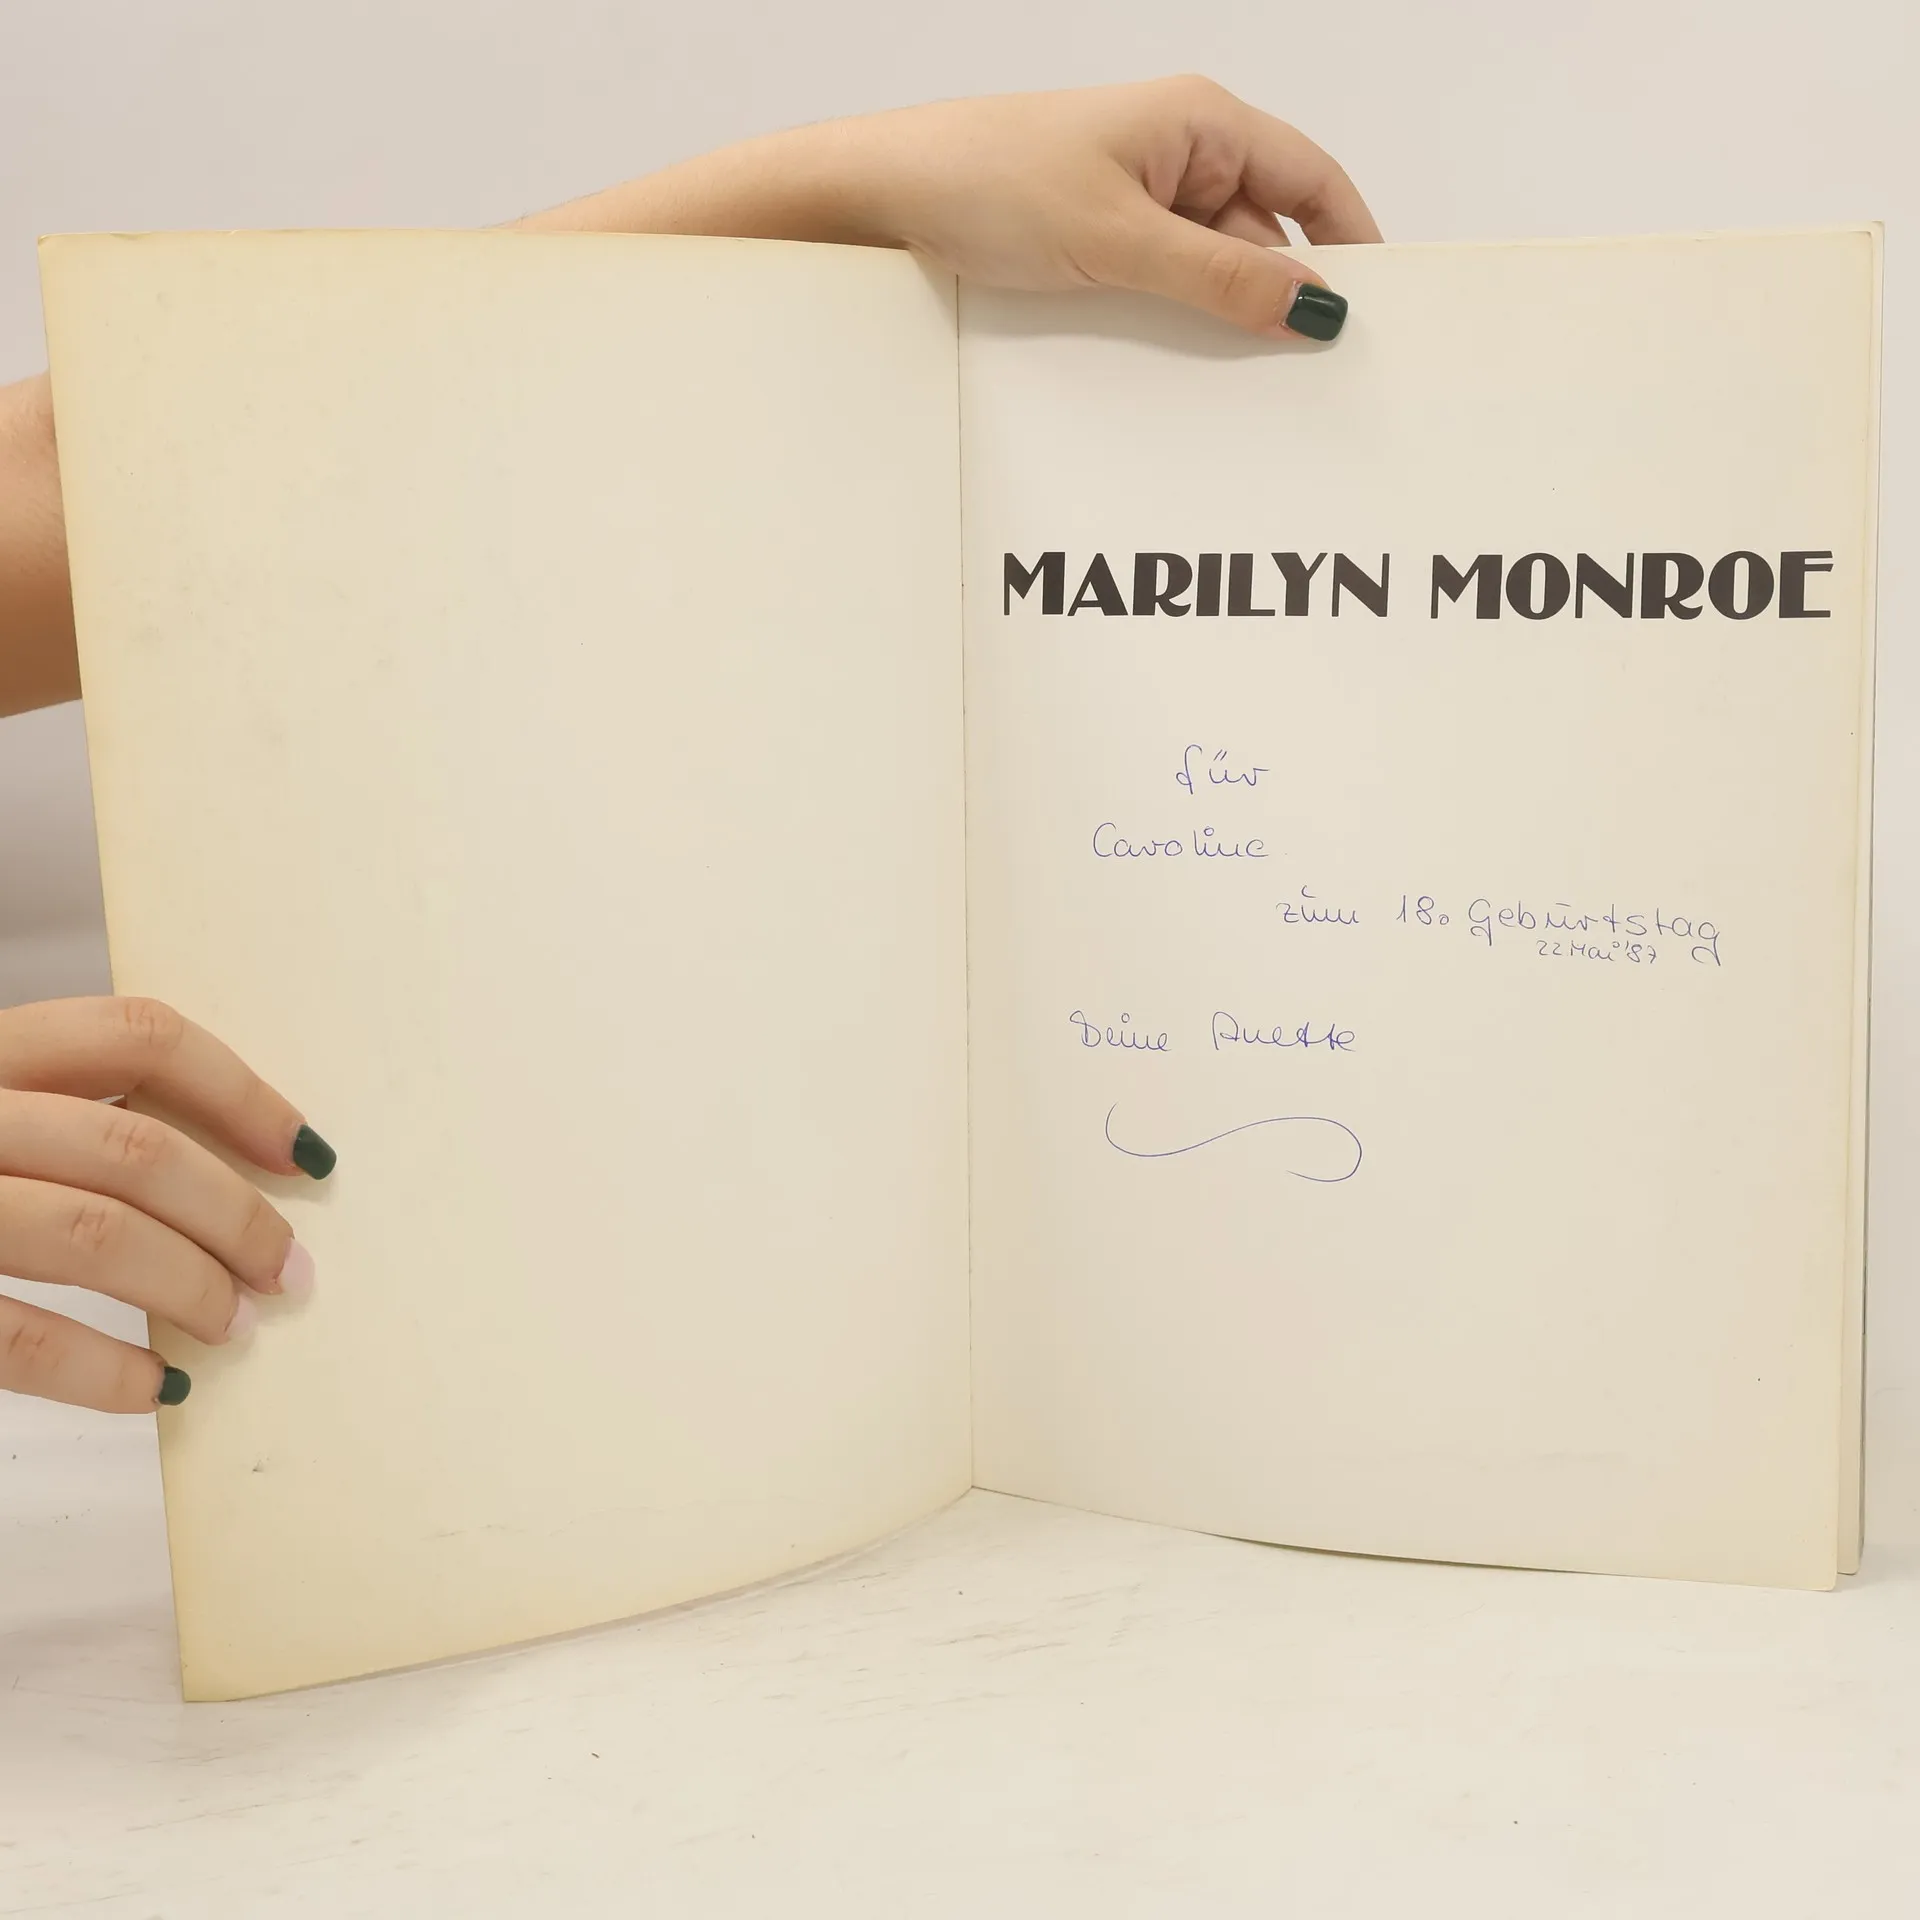 MARILYN MONROE
für
Caroline
zum 18. Geburtstag
22. Mai '87
Deine Anette